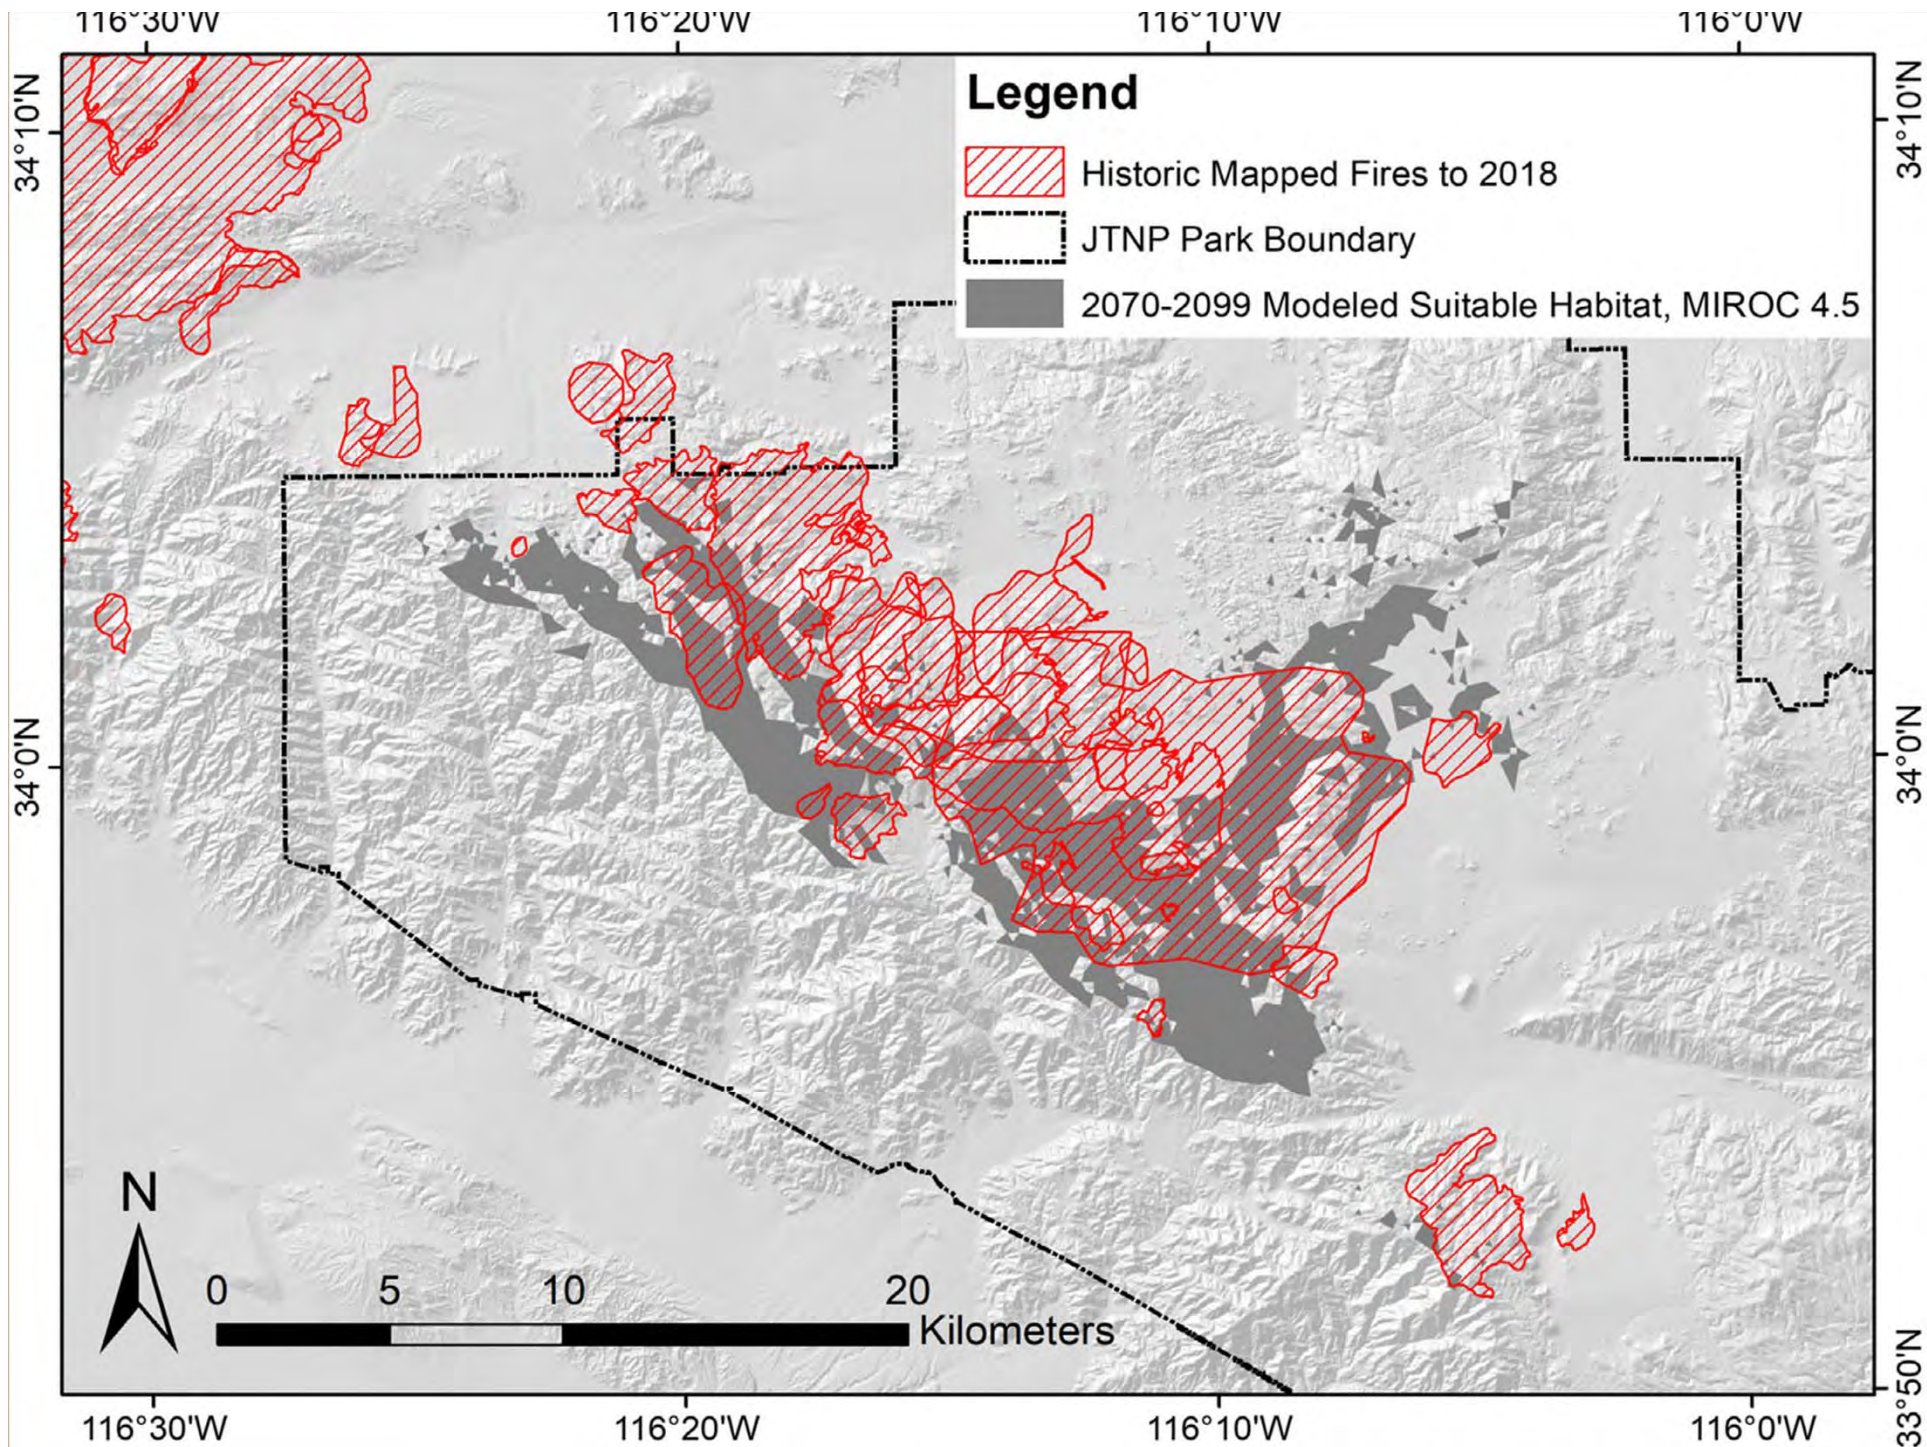 116°30'W 116°20'W 116°10'W 116°0'W
34°10'N
34°10'N
Legend
Historic Mapped Fires to 2018
JTNP Park Boundary
2070-2099 Modeled Suitable Habitat, MIROC 4.5
34°0'N
34°0'N
N
0 5 10 20
Kilometers
33°50'N
116°30'W 116°20'W 116°10'W 116°0'W